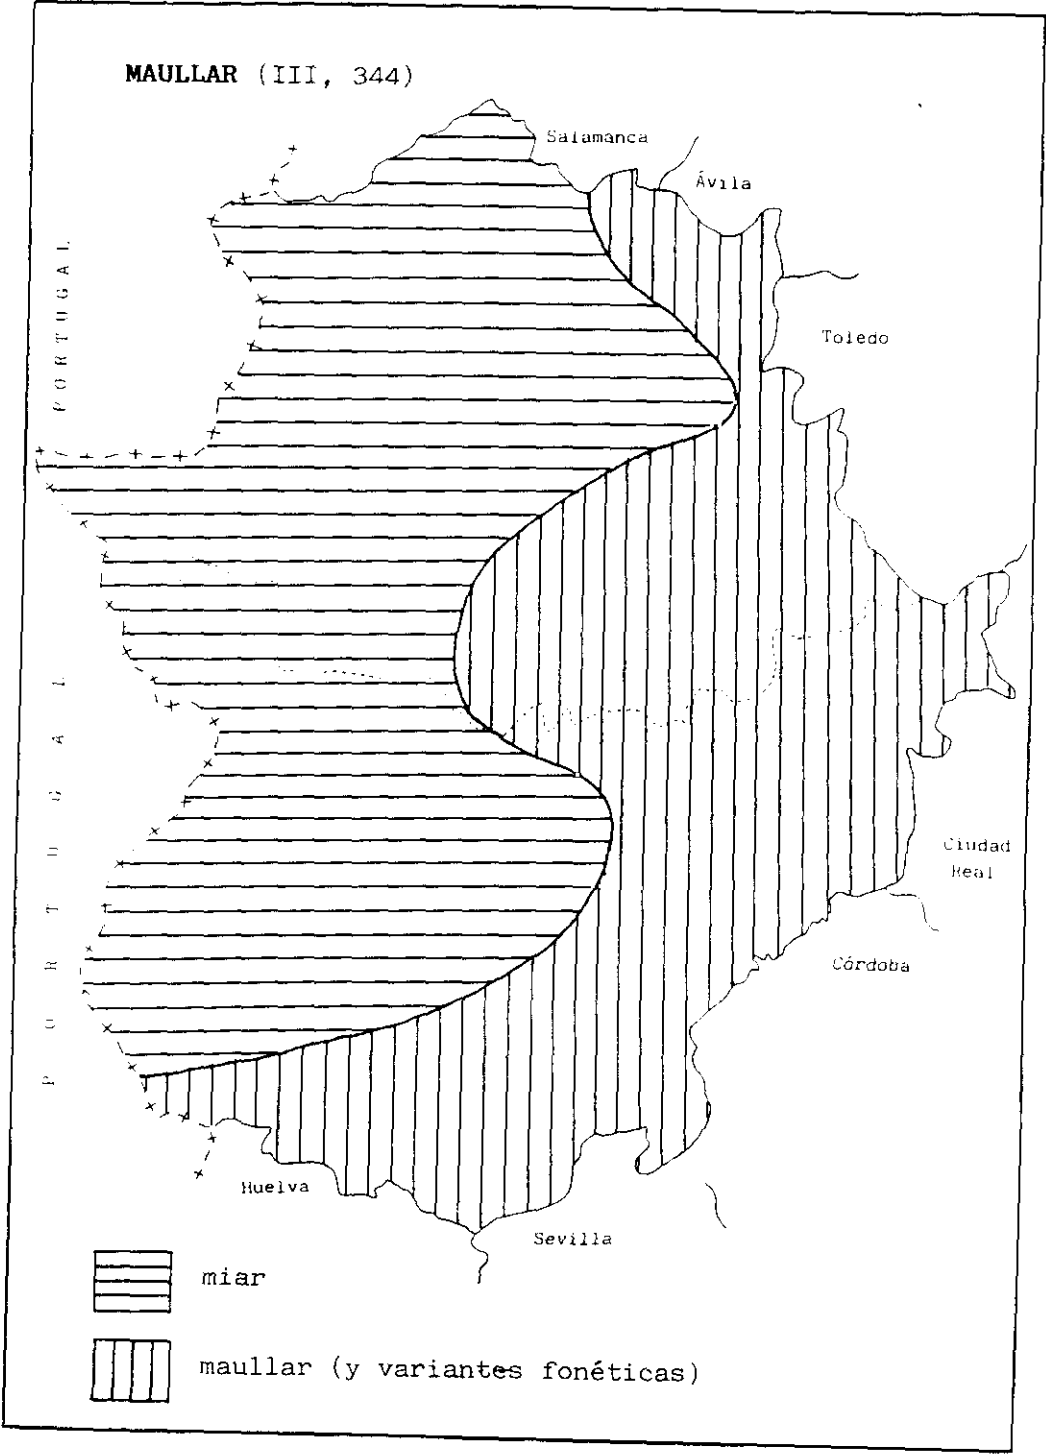 MAULLAR (III, 344)
Salamanca
Ávila
PORTUGAL
Toledo
PORTUGAL
Ciudad
Real
Córdoba
Huelva
Sevilla
miar
maullar (y variantes fonéticas)